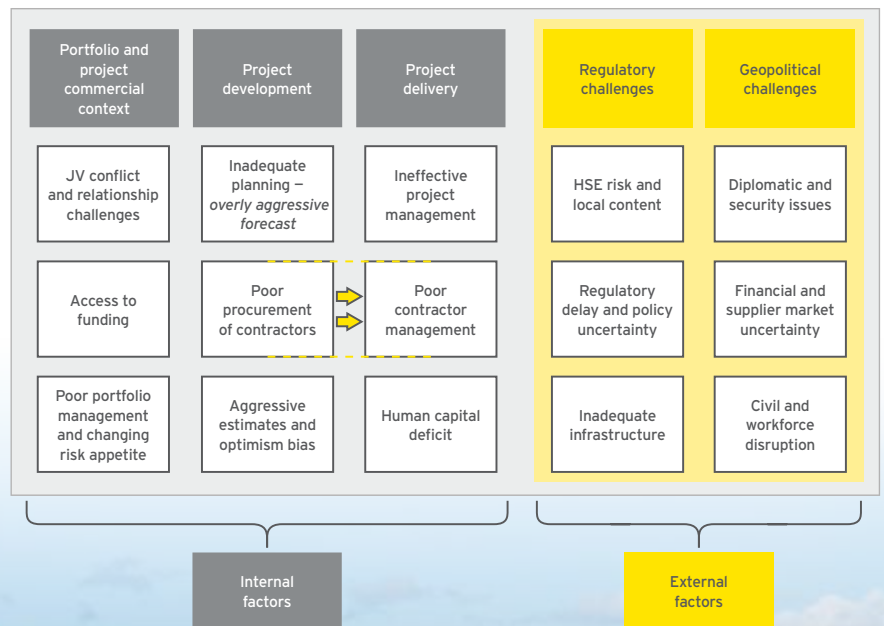 Portfolio and
project
commercial
context
Project
development
Project
delivery
Regulatory
challenges
Geopolitical
challenges
JV conflict
and relationship
challenges
Inadequate
planning –
overly aggressive
forecast
Ineffective
project
management
HSE risk and
local content
Diplomatic and
security issues
Access to
funding
Poor
procurement
of contractors
Poor
contractor
management
Regulatory
delay and policy
uncertainty
Financial and
supplier market
uncertainty
Poor portfolio
management
and changing
risk appetite
Aggressive
estimates and
optimism bias
Human capital
deficit
Inadequate
infrastructure
Civil and
workforce
disruption
Internal
factors
External
factors